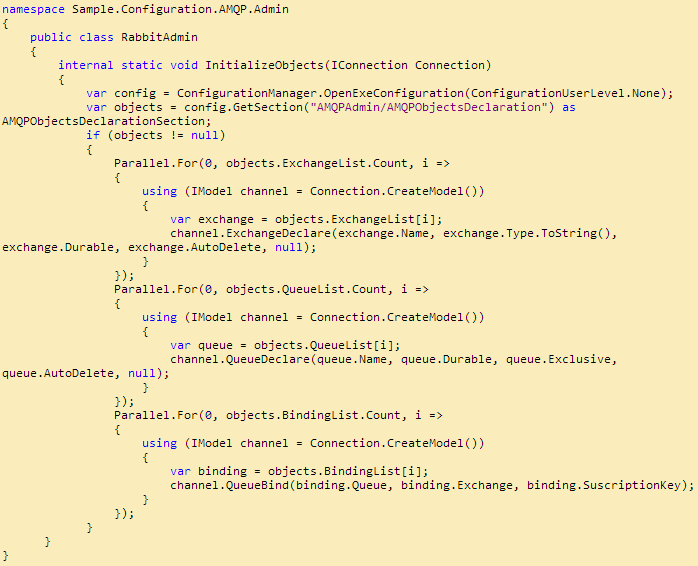 namespace Sample.Configuration.AMQP.Admin
{
    public class RabbitAdmin
    {
        internal static void InitializeObjects(IConnection Connection)
        {
            var config = ConfigurationManager.OpenExeConfiguration(ConfigurationUserLevel.None);
            var objects = config.GetSection("AMQPAdmin/AMQPObjectsDeclaration") as
AMQPObjectsDeclarationSection;
            if (objects != null)
            {
                Parallel.For(0, objects.ExchangeList.Count, i =>
                {
                    using (IModel channel = Connection.CreateModel())
                    {
                        var exchange = objects.ExchangeList[i];
                        channel.ExchangeDeclare(exchange.Name, exchange.Type.ToString(),
exchange.Durable, exchange.AutoDelete, null);
                    }
                });
                Parallel.For(0, objects.QueueList.Count, i =>
                {
                    using (IModel channel = Connection.CreateModel())
                    {
                        var queue = objects.QueueList[i];
                        channel.QueueDeclare(queue.Name, queue.Durable, queue.Exclusive,
queue.AutoDelete, null);
                    }
                });
                Parallel.For(0, objects.BindingList.Count, i =>
                {
                    using (IModel channel = Connection.CreateModel())
                    {
                        var binding = objects.BindingList[i];
                        channel.QueueBind(binding.Queue, binding.Exchange, binding.SuscriptionKey);
                    }
                });
            }
      }
    }
}